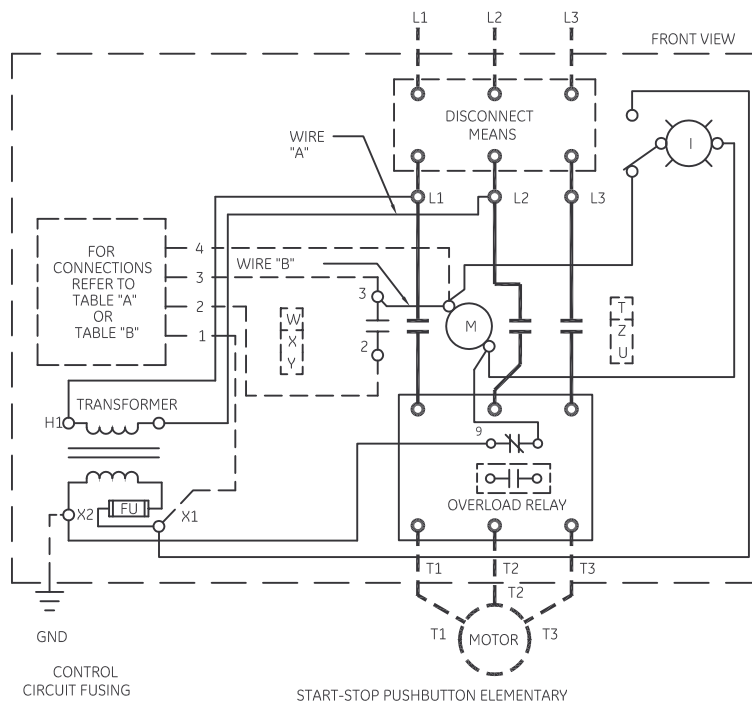 L1 L2 L3
FRONT VIEW
DISCONNECT
MEANS
WIRE
"A"
I
L1 L2 L3
FOR
CONNECTIONS
REFER TO
TABLE "A"
OR
TABLE "B"
4
3
2
1
WIRE "B"
3
2
W
X
Y
M
T
Z
U
TRANSFORMER
H1
9
OVERLOAD RELAY
FU
X2
X1
T1 T2 T3
T2
T1
MOTOR
T3
GND
CONTROL
CIRCUIT FUSING
START-STOP PUSHBUTTON ELEMENTARY